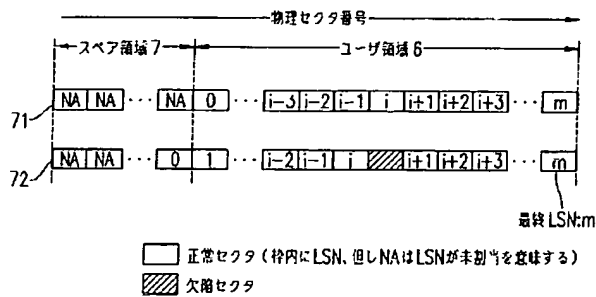 物理セクタ番号
スペア領域7 ユーザ領域6
71 NA NA ... NA 0 ... i-3 i-2 i-1 i i+1 i+2 i+3 ... m
72 NA NA ... 0 1 ... i-2 i-1 i i+1 i+2 i+3 ... m
最終LSN:m
正常セクタ(枠内にLSN、但しNAはLSNが未割当を意味する)
欠陥セクタ